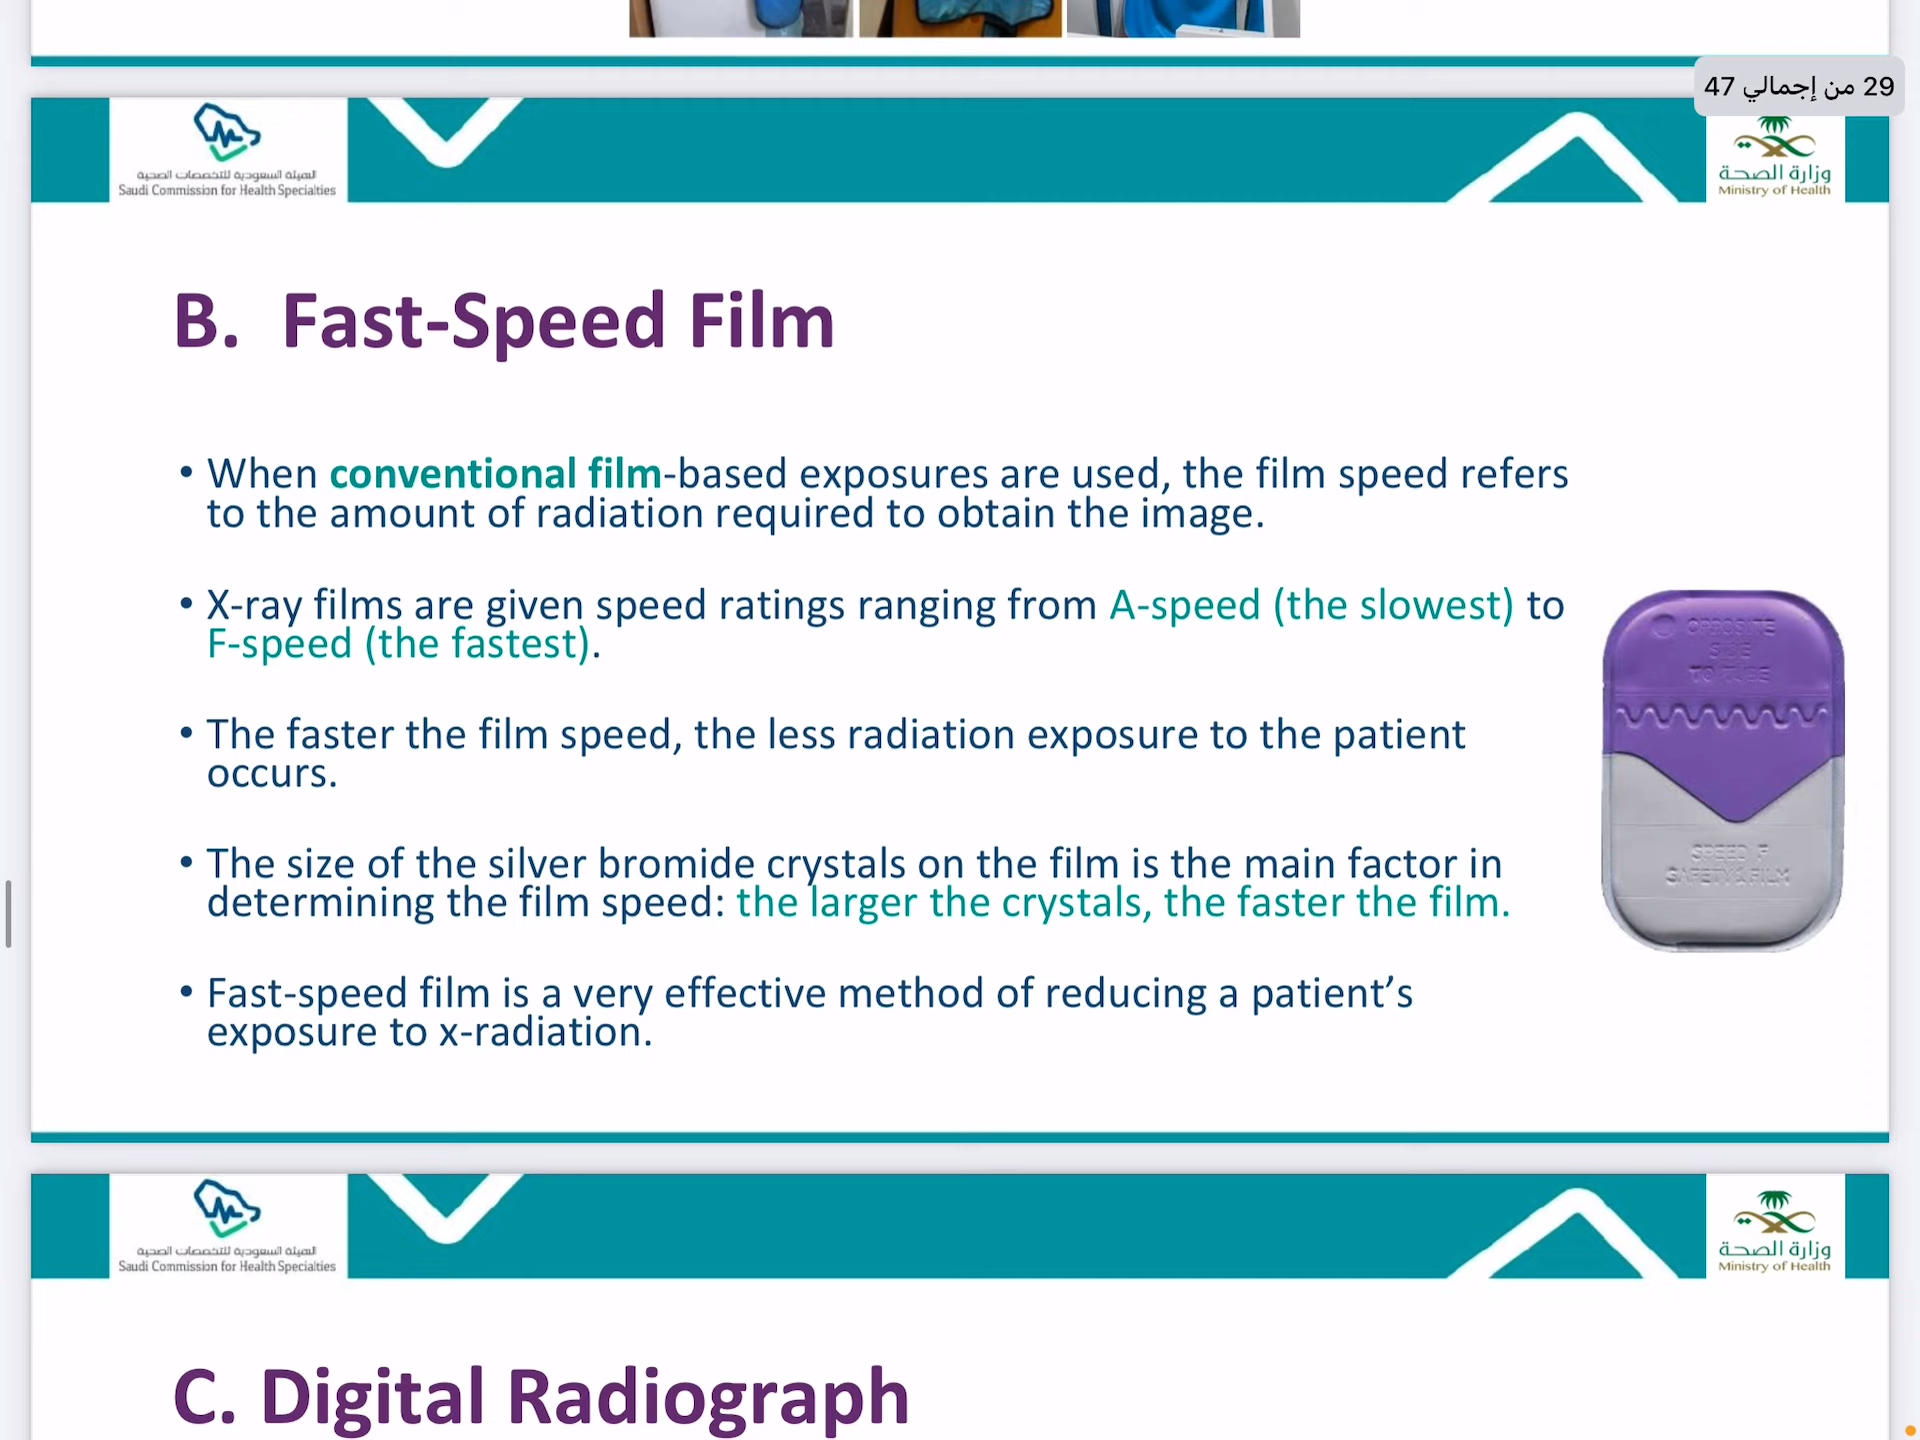 29 من إجمالي 47
الهيئة السعودية للتخصصات الصحية
Saudi Commission for Health Specialties
وزارة الصحة
Ministry of Health
B. Fast-Speed Film
• When conventional film-based exposures are used, the film speed refers
to the amount of radiation required to obtain the image.
• X-ray films are given speed ratings ranging from A-speed (the slowest) to
F-speed (the fastest).
• The faster the film speed, the less radiation exposure to the patient
occurs.
• The size of the silver bromide crystals on the film is the main factor in
determining the film speed: the larger the crystals, the faster the film.
• Fast-speed film is a very effective method of reducing a patient’s
exposure to x-radiation.
OPPOSITE
SIDE
TO TUBE
SPEED F
SAFETY FILM
الهيئة السعودية للتخصصات الصحية
Saudi Commission for Health Specialties
وزارة الصحة
Ministry of Health
C. Digital Radiograph